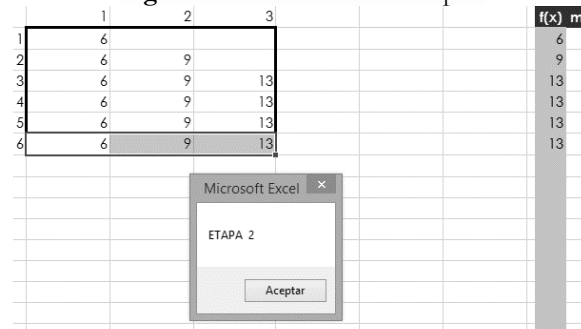 1 2 3 f(x) m
1 6 6
2 6 9 9
3 6 9 13 13
4 6 9 13 13
5 6 9 13 13
6 6 9 13 13
Microsoft Excel ×
ETAPA 2
Aceptar